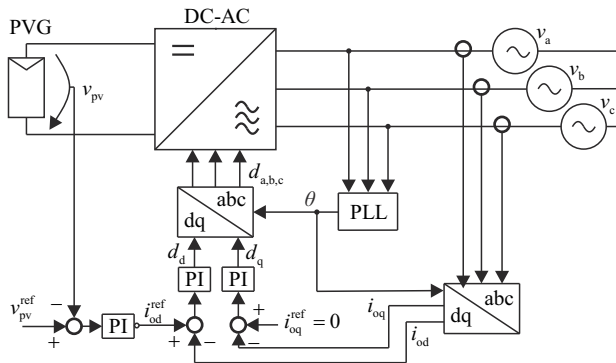 PVG
DC-AC
v_a
v_b
v_c
v_pv
d_a,b,c
abc
dq
θ
PLL
d_d
d_q
PI
PI
abc
dq
v_pv^ref
−
+
PI
i_od^ref
+
−
+
−
i_oq^ref = 0
i_oq
i_od